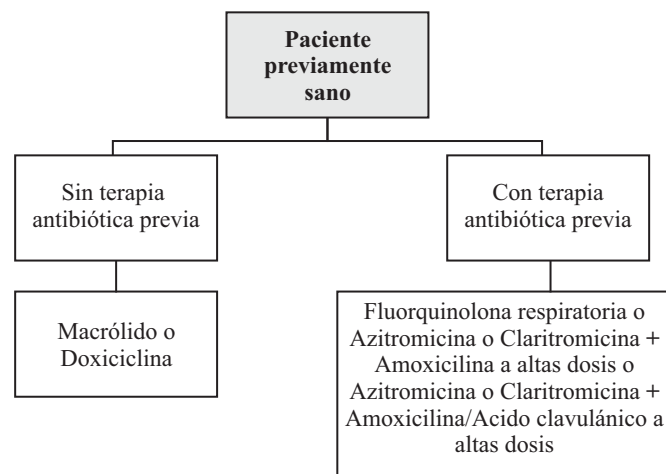 Paciente
previamente
sano
Sin terapia
antibiótica previa
Con terapia
antibiótica previa
Macrólido o
Doxiciclina
Fluorquinolona respiratoria o
Azitromicina o Claritromicina +
Amoxicilina a altas dosis o
Azitromicina o Claritromicina +
Amoxicilina/Acido clavulánico a
altas dosis